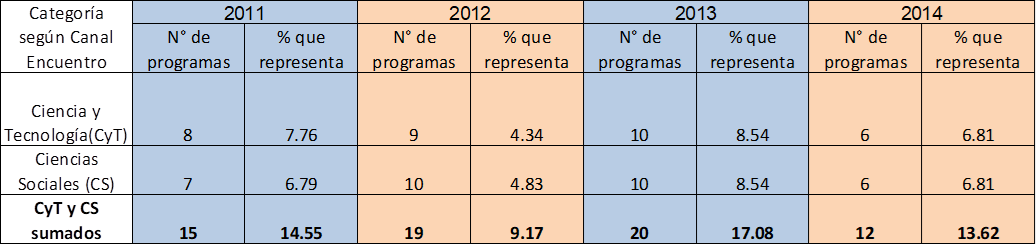 Categoría según Canal Encuentro 2011 2012 2013 2014
N° de programas % que representa N° de programas % que representa N° de programas % que representa N° de programas % que representa
Ciencia y Tecnología(CyT) 8 7.76 9 4.34 10 8.54 6 6.81
Ciencias Sociales (CS) 7 6.79 10 4.83 10 8.54 6 6.81
CyT y CS sumados 15 14.55 19 9.17 20 17.08 12 13.62